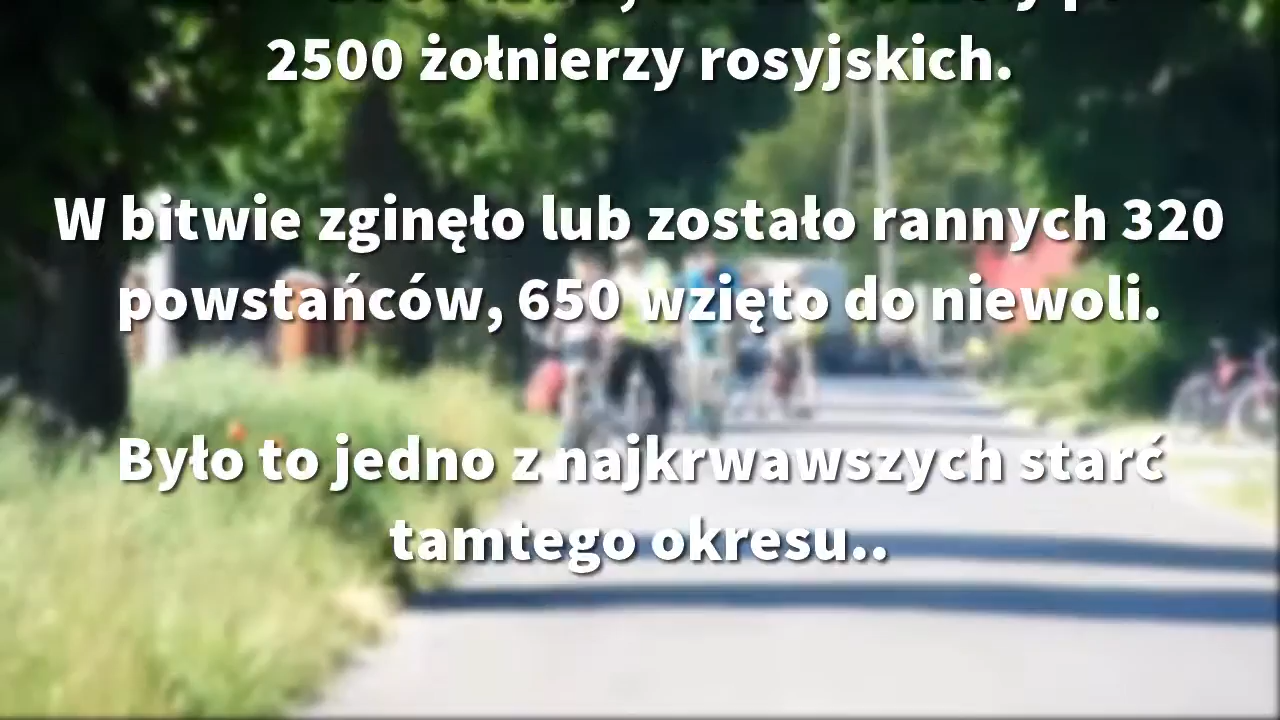 2500 żołnierzy rosyjskich.
W bitwie zginęło lub zostało rannych 320
powstańców, 650 wzięto do niewoli.
Było to jedno z najkrwawszych starć
tamtego okresu..